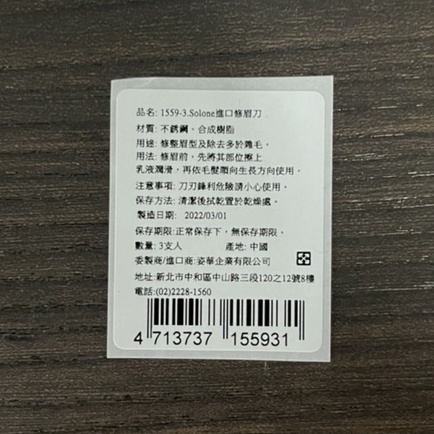 品名: 1559-3.Solone進口修眉刀
材質: 不銹鋼、合成樹脂
用途: 修整眉型及除去多於雜毛。
用法: 修眉前，先將其部位擦上
乳液潤滑，再依毛髮順向生長方向使用。
注意事項: 刀刃鋒利危險請小心使用。
保存方法: 清潔後拭乾置於乾燥處。
製造日期: 2022/03/01
保存期限:正常保存下，無保存期限。
數量: 3支入 產地: 中國
委製商/進口商:姿華企業有限公司
地址:新北市中和區中山路三段120之12號8樓
電話:(02)2228-1560
4 713737 155931